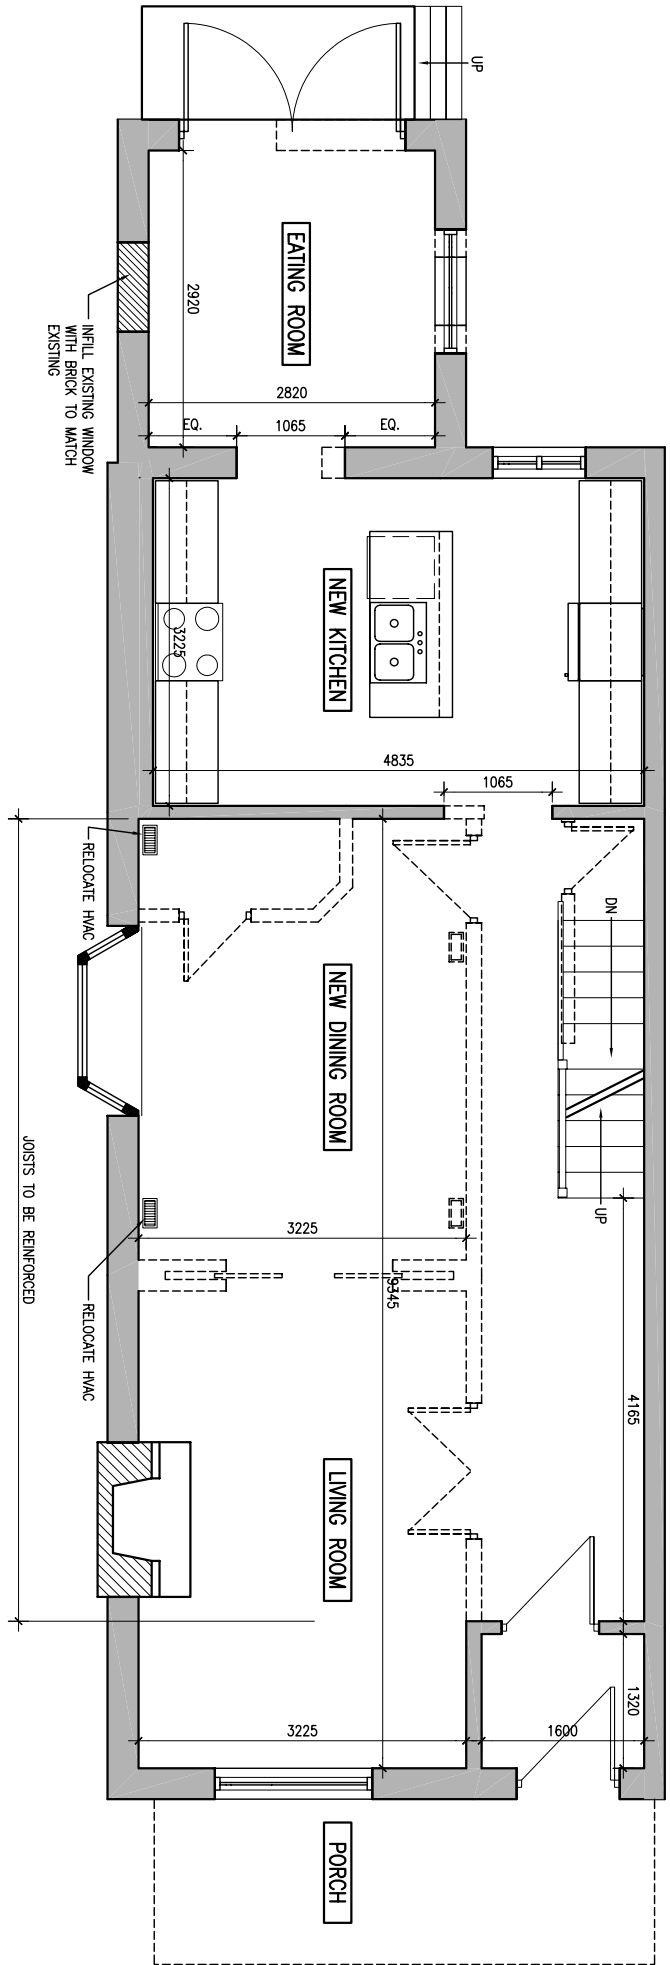 UP
EATING ROOM
2920
INFILL EXISTING WINDOW
WITH BRICK TO MATCH
EXISTING
2820
EQ.
1065
EQ.
NEW KITCHEN
3225
4835
1065
RELOCATE HVAC
DN
NEW DINING ROOM
UP
JOISTS TO BE REINFORCED
3225
9345
RELOCATE HVAC
4165
LIVING ROOM
1320
3225
1600
PORCH